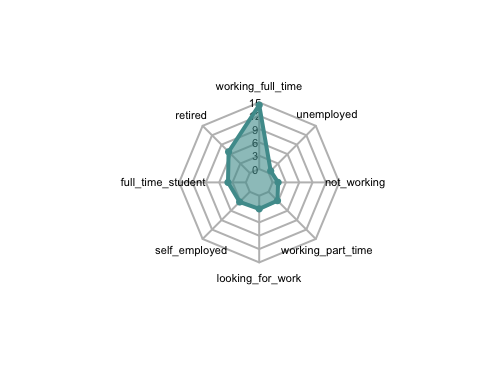 working_full_time
retired
unemployed
15
12
9
6
3
0
full_time_student
not_working
self_employed
working_part_time
looking_for_work